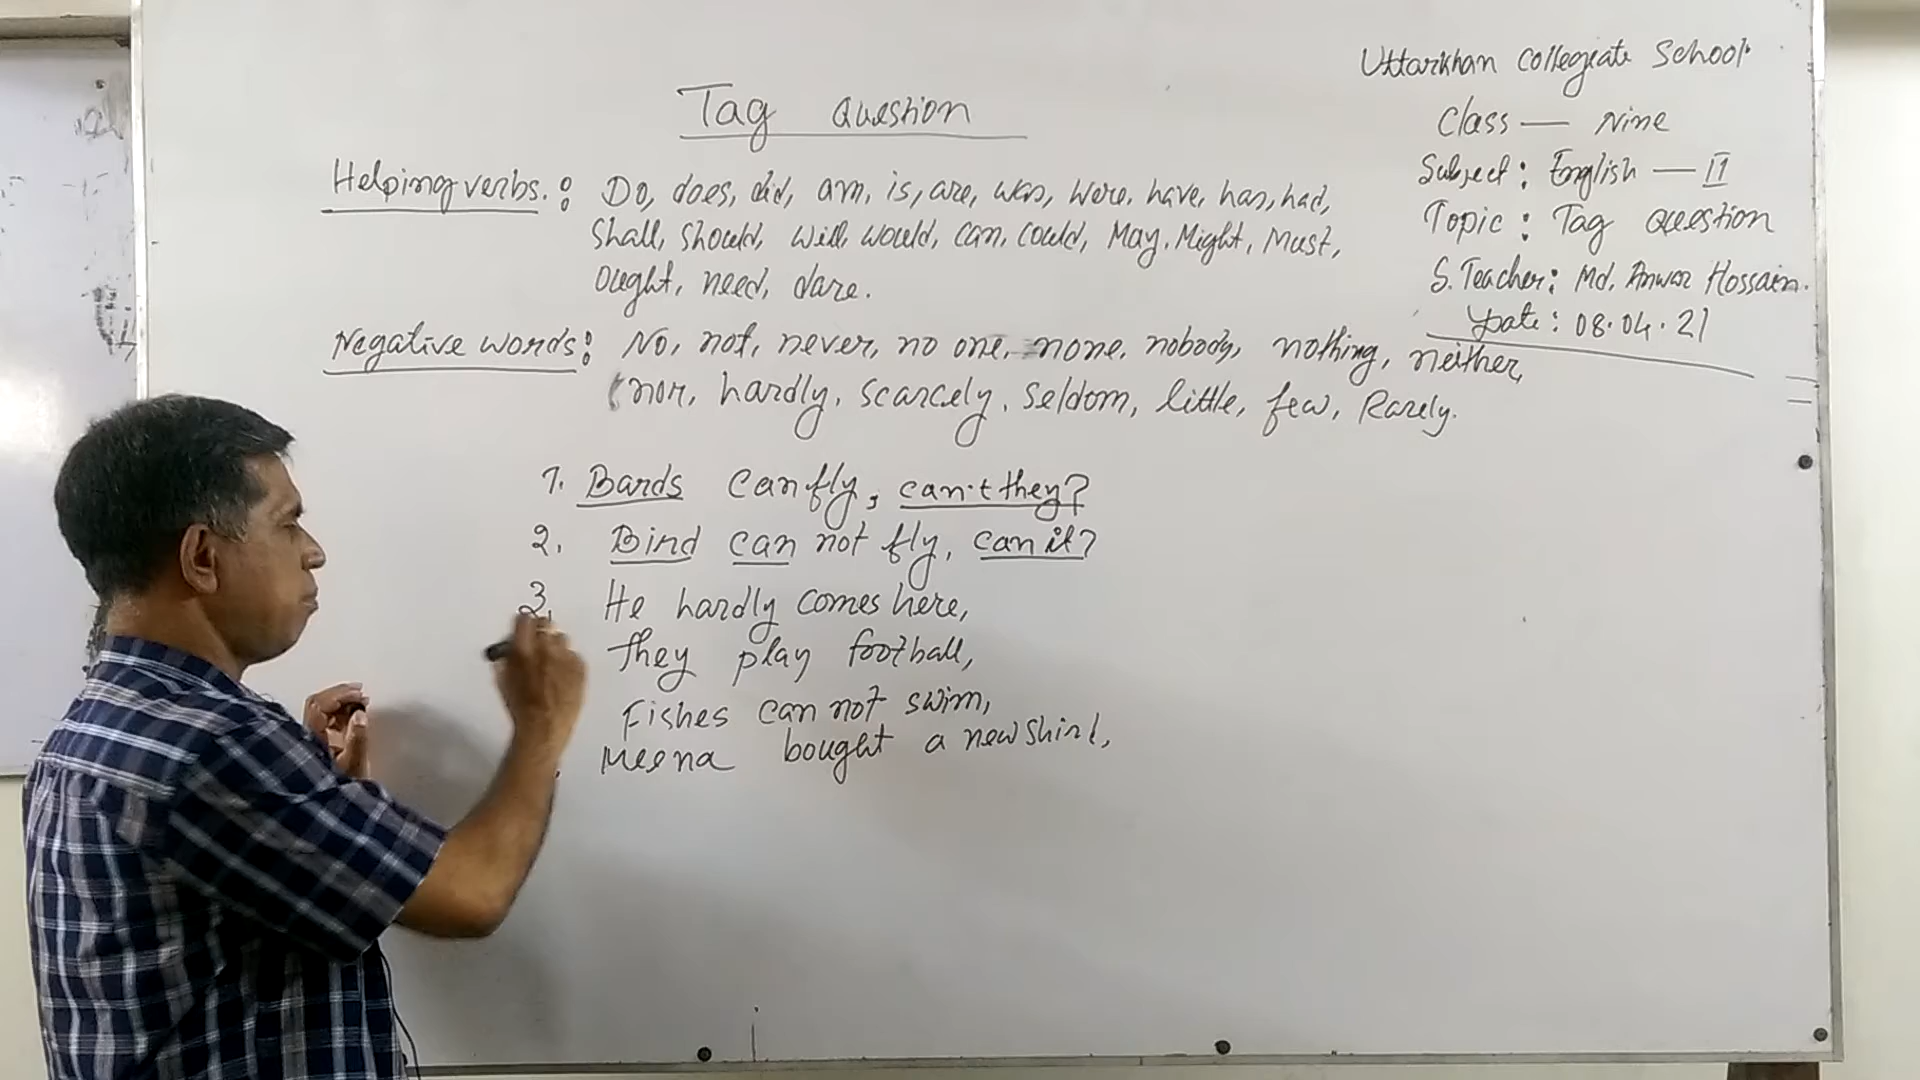 Uttarkhan Collegeate School
Class — Nine
Subject: English — II
Topic: Tag Question
S. Teacher: Md. Anwar Hossain.
Date: 08.04.21
Tag Question
Helping verbs: Do, does, did, am, is, are, was, were, have, has, had,
Shall, Should, Will, would, can, could, May, Might, Must,
Ought, need, dare.
Negative words: No, not, never, no one, none, nobody, nothing, neither,
nor, hardly, scarcely, seldom, little, few, Rarely.
1. Bards can fly, can't they?
2. Bird can not fly, can it?
3. He hardly comes here,
They play football,
Fishes can not swim,
Meena bought a new shirt,